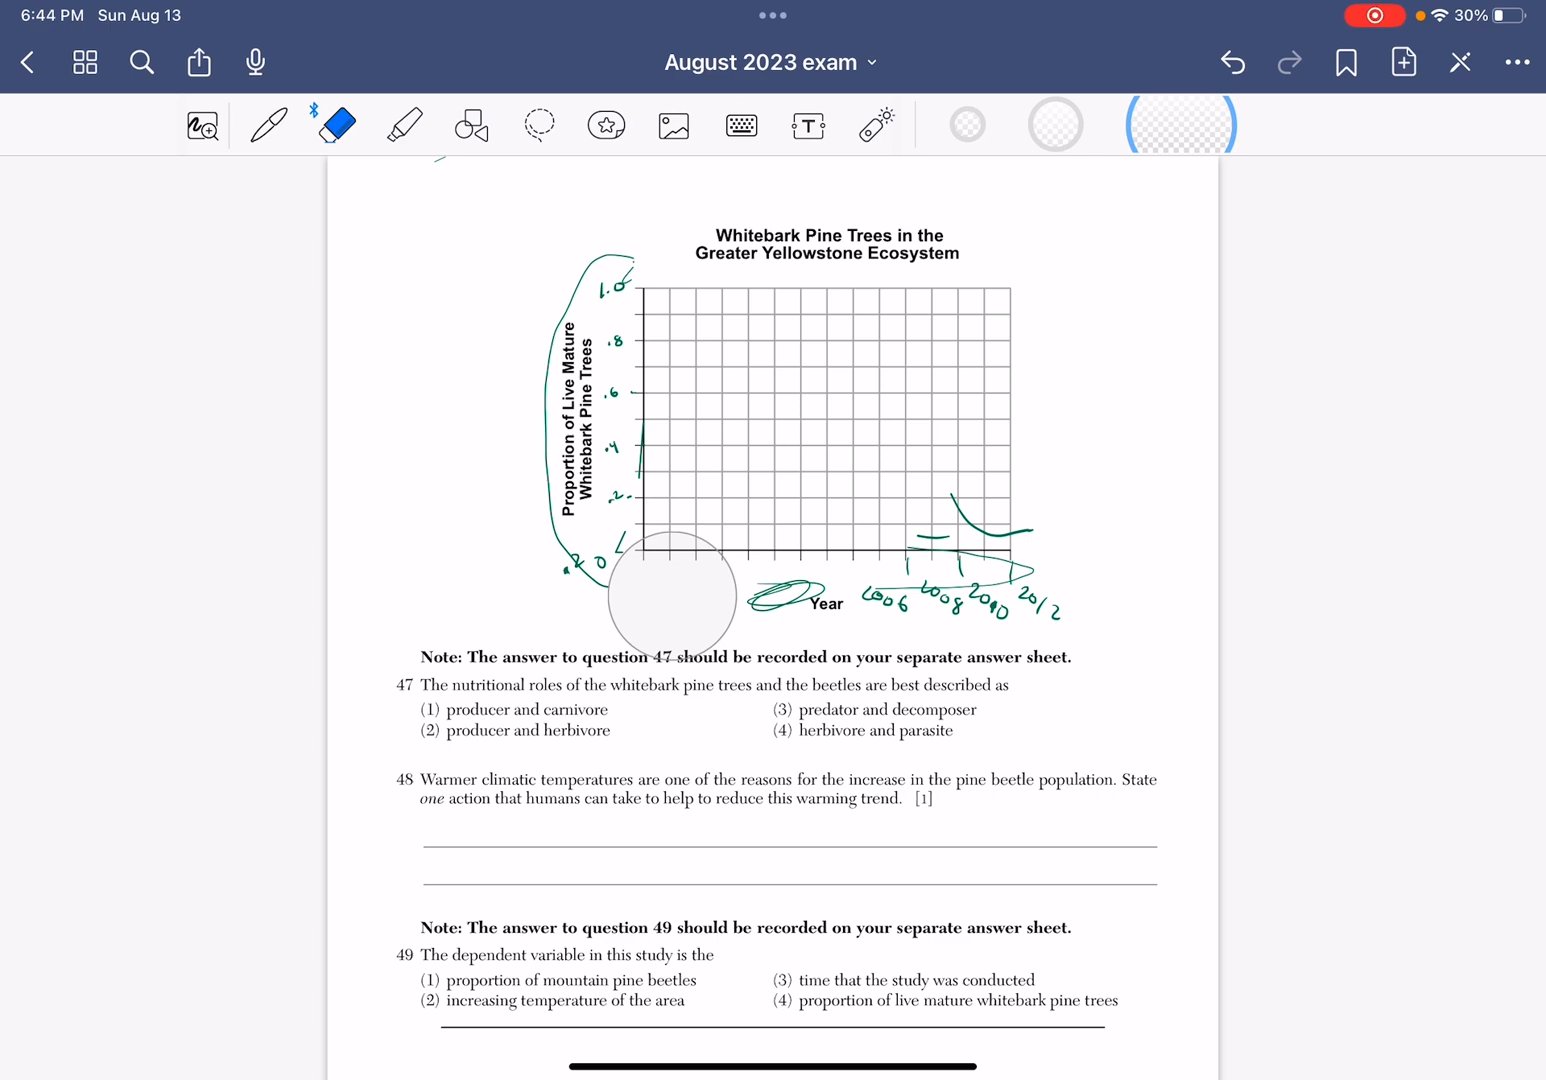 6:44 PM Sun Aug 13
30%
August 2023 exam
Whitebark Pine Trees in the
Greater Yellowstone Ecosystem
Proportion of Live Mature
Whitebark Pine Trees
1.0
.8
.6
.4
.2
0
Year
2006 2008 2010 2012
Note: The answer to question 47 should be recorded on your separate answer sheet.
47 The nutritional roles of the whitebark pine trees and the beetles are best described as
(1) producer and carnivore
(2) producer and herbivore
(3) predator and decomposer
(4) herbivore and parasite
48 Warmer climatic temperatures are one of the reasons for the increase in the pine beetle population. State
one action that humans can take to help to reduce this warming trend. [1]
Note: The answer to question 49 should be recorded on your separate answer sheet.
49 The dependent variable in this study is the
(1) proportion of mountain pine beetles
(2) increasing temperature of the area
(3) time that the study was conducted
(4) proportion of live mature whitebark pine trees